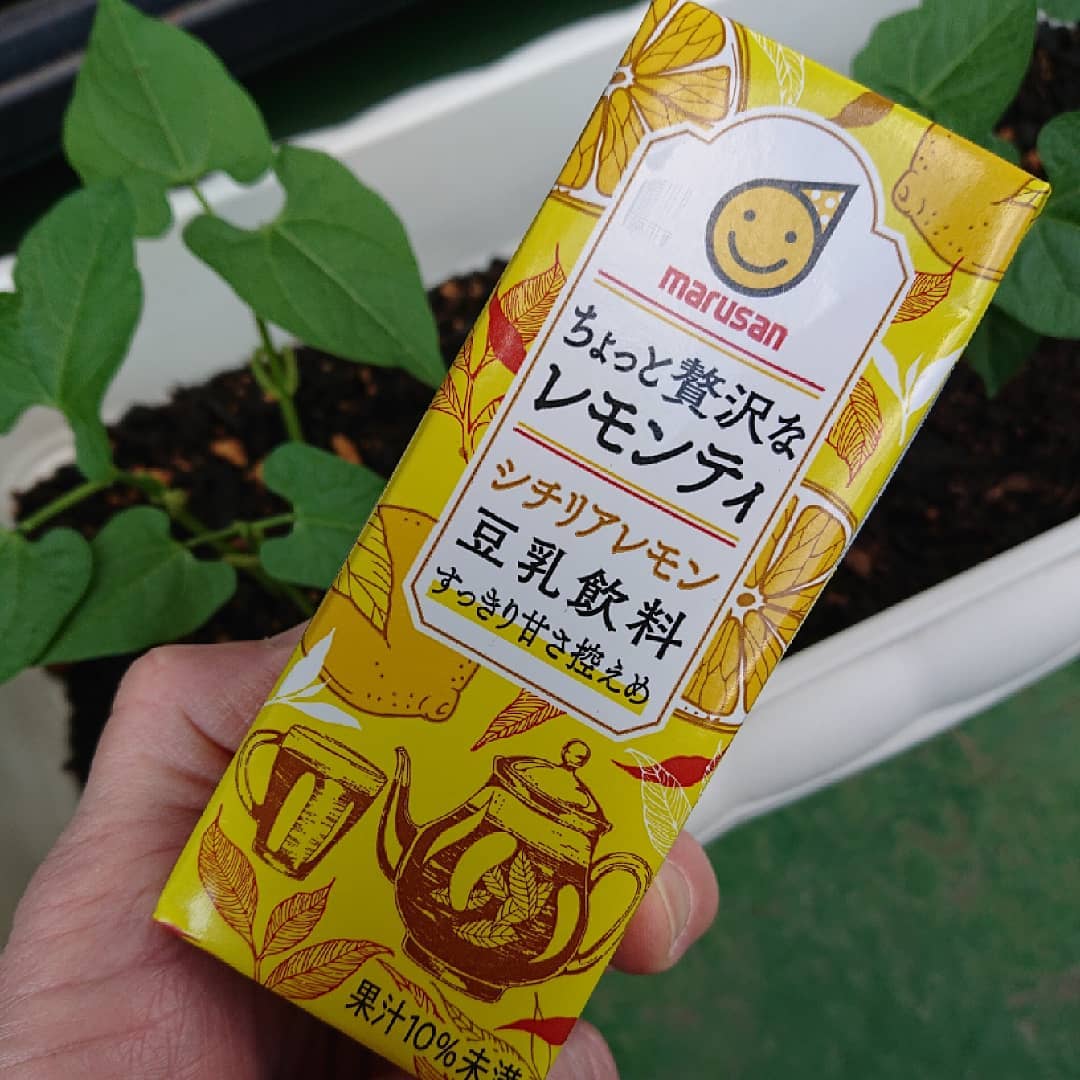 marusan
ちょっと贅沢な
レモンティ
シチリアレモン
豆乳飲料
すっきり甘さ控えめ
果汁10%未満